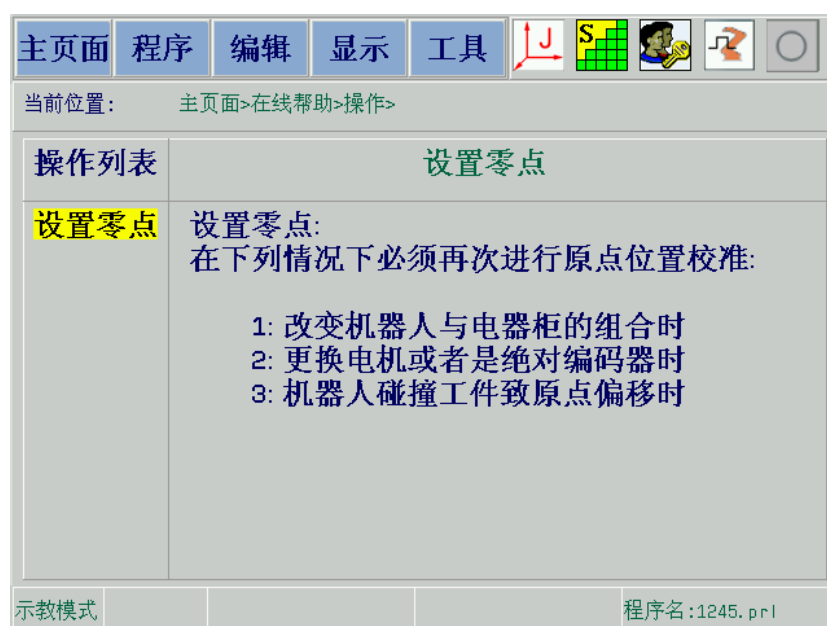 主页面 程序 编辑 显示 工具 J S
当前位置: 主页面>在线帮助>操作>
操作列表 设置零点
设置零点 设置零点:
在下列情况下必须再次进行原点位置校准:
1: 改变机器人与电器柜的组合时
2: 更换电机或者是绝对编码器时
3: 机器人碰撞工件致原点偏移时
示教模式 程序名:1245.prl